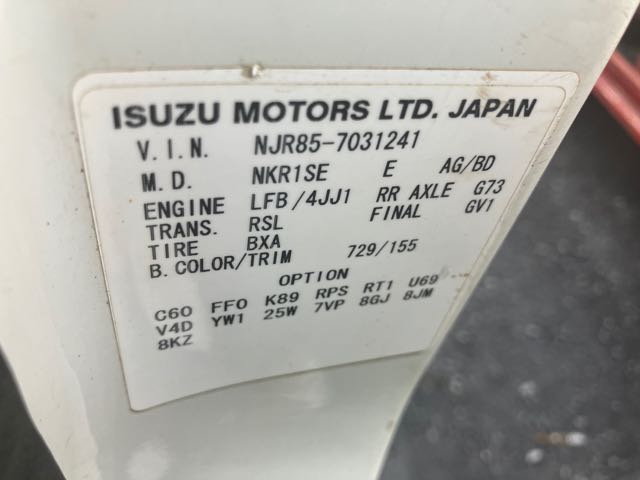 ISUZU MOTORS LTD. JAPAN
V.I.N. NJR85-7031241
M.D. NKR1SE E AG/BD
ENGINE LFB/4JJ1 RR AXLE G73
TRANS. RSL FINAL GV1
TIRE BXA
B.COLOR/TRIM 729/155
OPTION
C60 FF0 K89 RPS RT1 U69
V4D YW1 25W 7VP 8GJ 8JM
8KZ